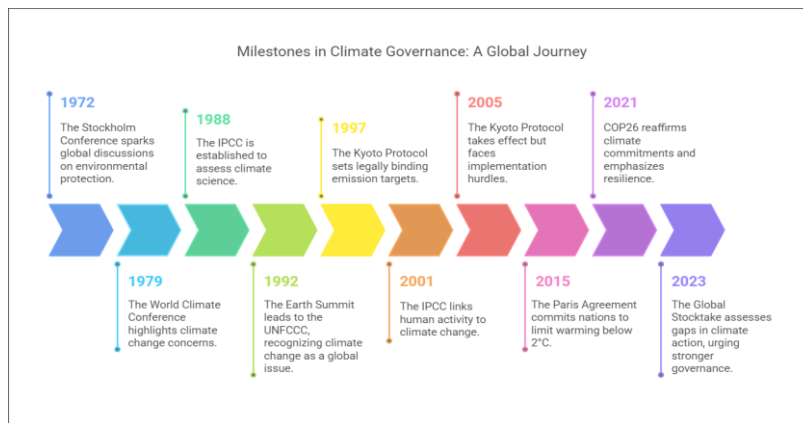 Milestones in Climate Governance: A Global Journey
1972
The Stockholm
Conference sparks
global discussions
on environmental
protection.
1979
The World Climate
Conference
highlights climate
change concerns.
1988
The IPCC is
established to
assess climate
science.
1992
The Earth Summit
leads to the
UNFCCC,
recognizing climate
change as a global
issue.
1997
The Kyoto Protocol
sets legally binding
emission targets.
2001
The IPCC links
human activity to
climate change.
2005
The Kyoto Protocol
takes effect but
faces
implementation
hurdles.
2015
The Paris Agreement
commits nations to
limit warming below
2°C.
2021
COP26 reaffirms
climate
commitments and
emphasizes
resilience.
2023
The Global
Stocktake assesses
gaps in climate
action, urging
stronger
governance.